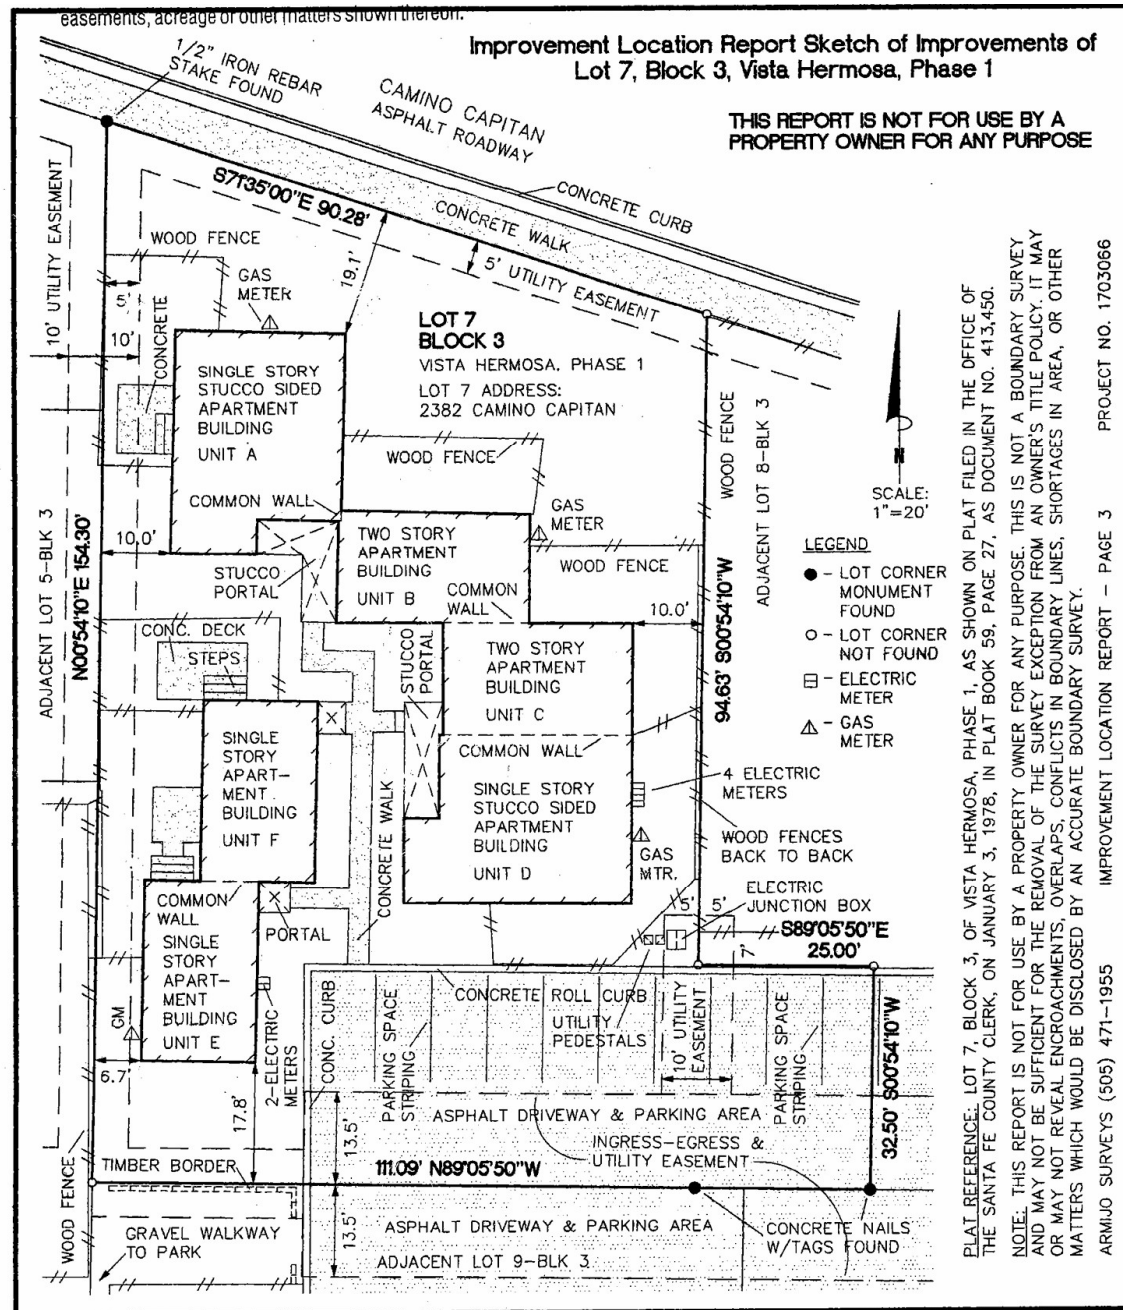 easements, acreage or other matters shown thereon.
Improvement Location Report Sketch of Improvements of
Lot 7, Block 3, Vista Hermosa, Phase 1
THIS REPORT IS NOT FOR USE BY A
PROPERTY OWNER FOR ANY PURPOSE
1/2" IRON REBAR
STAKE FOUND
CAMINO CAPITAN
ASPHALT ROADWAY
CONCRETE CURB
CONCRETE WALK
S71°35'00"E 90.28'
5' UTILITY EASEMENT
10' UTILITY EASEMENT
WOOD FENCE
19.1'
5'
10'
GAS
METER
CONCRETE
LOT 7
BLOCK 3
VISTA HERMOSA, PHASE 1
LOT 7 ADDRESS:
2382 CAMINO CAPITAN
SINGLE STORY
STUCCO SIDED
APARTMENT
BUILDING
UNIT A
WOOD FENCE
COMMON WALL
WOOD FENCE
ADJACENT LOT 8-BLK 3
N
SCALE:
1"=20'
10.0'
STUCCO
PORTAL
TWO STORY
APARTMENT
BUILDING
UNIT B
GAS
METER
WOOD FENCE
COMMON
WALL
10.0'
LEGEND
- LOT CORNER
MONUMENT
FOUND
- LOT CORNER
NOT FOUND
- ELECTRIC
METER
- GAS
METER
ADJACENT LOT 5-BLK 3
N00°54'10"E 154.30'
94.63' S00°54'10"W
CONC. DECK
STEPS
STUCCO
PORTAL
TWO STORY
APARTMENT
BUILDING
UNIT C
COMMON WALL
SINGLE
STORY
APART-
MENT
BUILDING
UNIT F
SINGLE STORY
STUCCO SIDED
APARTMENT
BUILDING
UNIT D
CONCRETE WALK
4 ELECTRIC
METERS
GAS
MTR.
WOOD FENCES
BACK TO BACK
ELECTRIC
JUNCTION BOX
COMMON
WALL
PORTAL
SINGLE
STORY
APART-
MENT
BUILDING
UNIT E
5' 5'
7'
S89°05'50"E
25.00'
GM
6.7'
2-ELECTRIC
METERS
17.8'
CONC. CURB
CONCRETE ROLL CURB
PARKING SPACE
STRIPING
UTILITY
PEDESTALS
10' UTILITY
EASEMENT
PARKING SPACE
STRIPING
32.50' S00°54'10"W
ASPHALT DRIVEWAY & PARKING AREA
INGRESS-EGRESS &
UTILITY EASEMENT
13.5'
TIMBER BORDER
111.09' N89°05'50"W
WOOD FENCE
GRAVEL WALKWAY
TO PARK
13.5'
ASPHALT DRIVEWAY & PARKING AREA
ADJACENT LOT 9-BLK 3
CONCRETE NAILS
W/TAGS FOUND
PLAT REFERENCE: LOT 7, BLOCK 3, OF VISTA HERMOSA, PHASE 1, AS SHOWN ON PLAT FILED IN THE OFFICE OF
THE SANTA FE COUNTY CLERK, ON JANUARY 3, 1978, IN PLAT BOOK 59, PAGE 27, AS DOCUMENT NO. 413,450.
NOTE: THIS REPORT IS NOT FOR USE BY A PROPERTY OWNER FOR ANY PURPOSE. THIS IS NOT A BOUNDARY SURVEY
AND MAY NOT BE SUFFICIENT FOR THE REMOVAL OF THE SURVEY EXCEPTION FROM AN OWNER'S TITLE POLICY. IT MAY
OR MAY NOT REVEAL ENCROACHMENTS, OVERLAPS, CONFLICTS IN BOUNDARY LINES, SHORTAGES IN AREA, OR OTHER
MATTERS WHICH WOULD BE DISCLOSED BY AN ACCURATE BOUNDARY SURVEY.
ARMIJO SURVEYS (505) 471-1955 IMPROVEMENT LOCATION REPORT - PAGE 3 PROJECT NO. 1703066